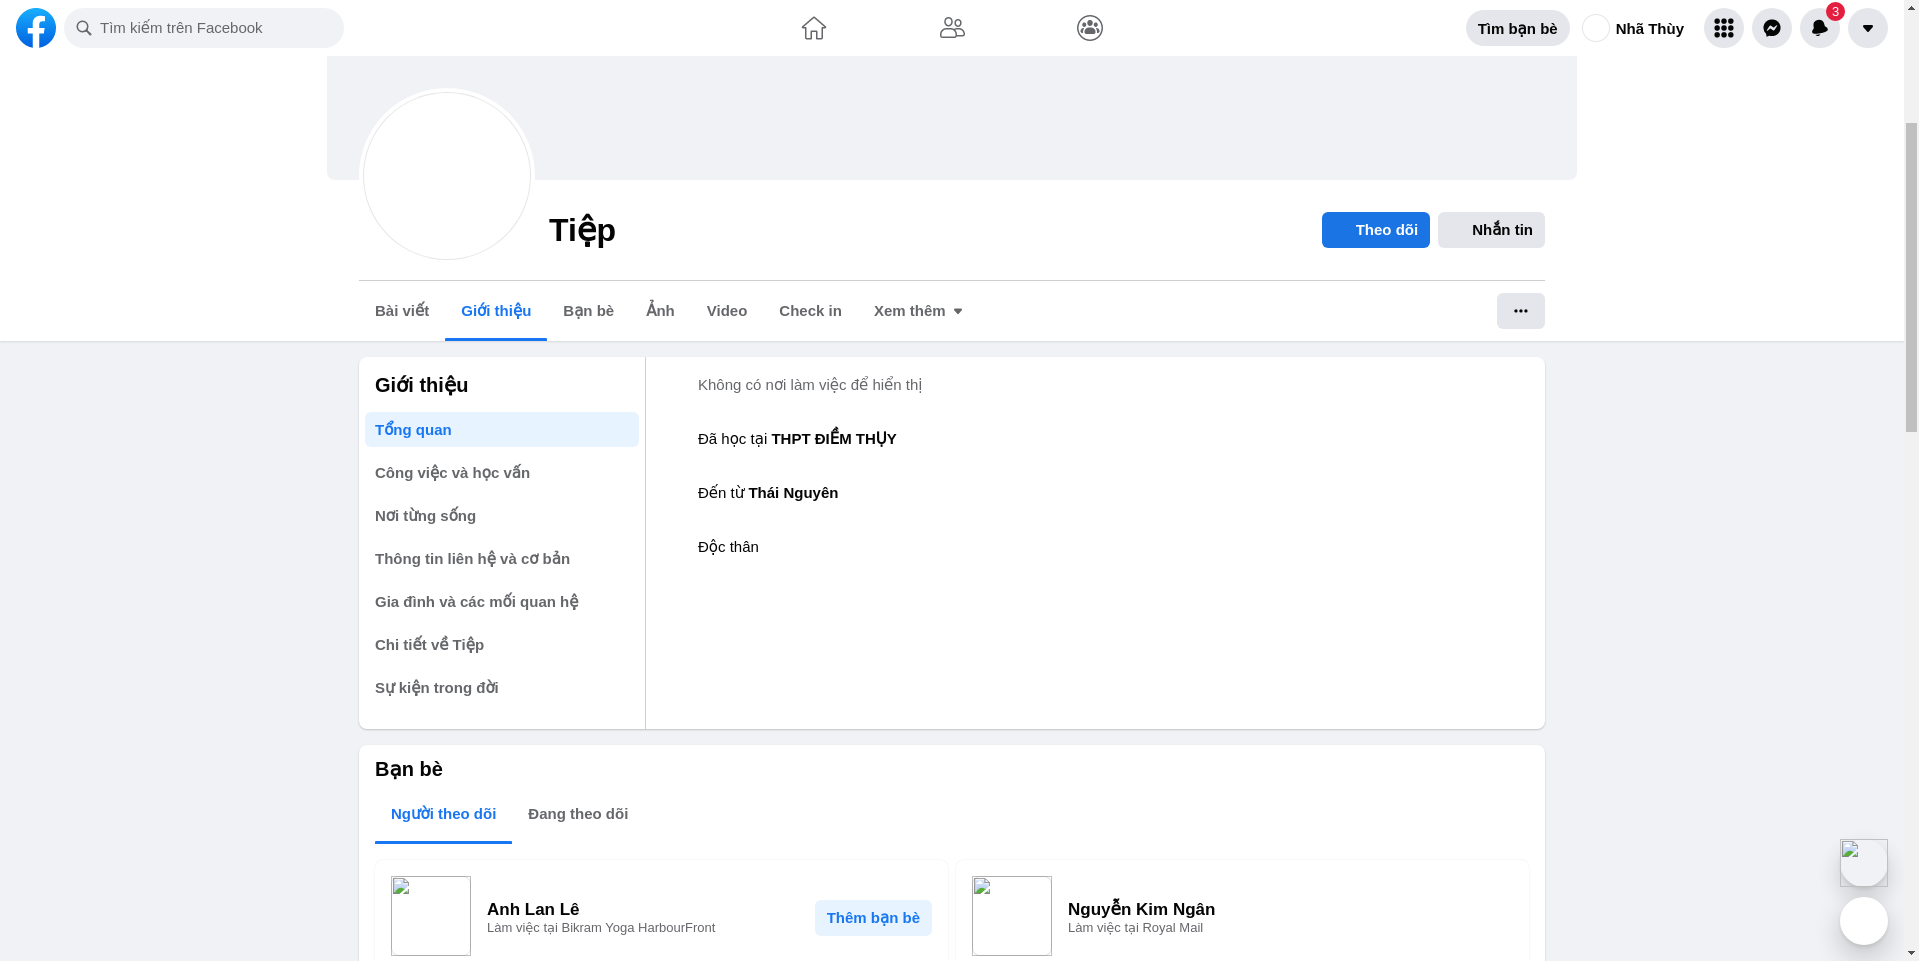 Tìm kiếm trên Facebook
Tìm bạn bè
Nhã Thùy
3
Tiệp
Theo dõi
Nhắn tin
Bài viết
Giới thiệu
Bạn bè
Ảnh
Video
Check in
Xem thêm
Giới thiệu
Tổng quan
Công việc và học vấn
Nơi từng sống
Thông tin liên hệ và cơ bản
Gia đình và các mối quan hệ
Chi tiết về Tiệp
Sự kiện trong đời
Không có nơi làm việc để hiển thị
Đã học tại THPT ĐIỀM THỤY
Đến từ Thái Nguyên
Độc thân
Bạn bè
Người theo dõi
Đang theo dõi
Anh Lan Lê
Làm việc tại Bikram Yoga HarbourFront
Thêm bạn bè
Nguyễn Kim Ngân
Làm việc tại Royal Mail